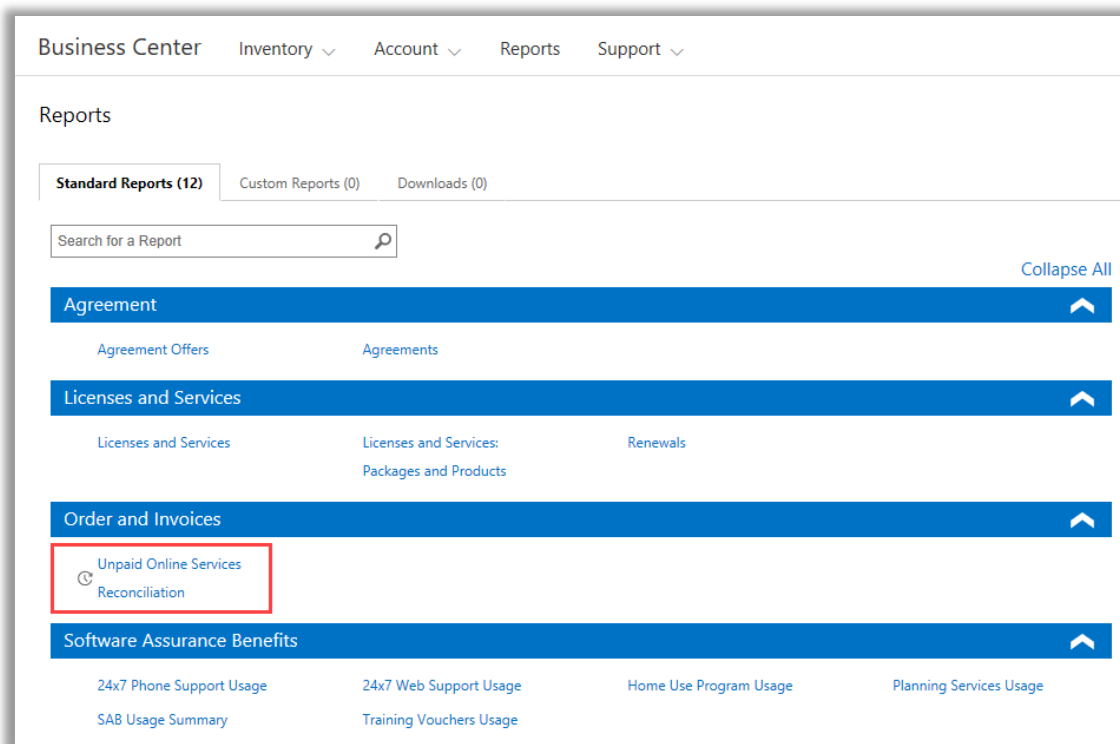 Business Center Inventory Account Reports Support
Reports
Standard Reports (12) Custom Reports (0) Downloads (0)
Search for a Report
Collapse All
Agreement
Agreement Offers Agreements
Licenses and Services
Licenses and Services Licenses and Services: Renewals
Packages and Products
Order and Invoices
Unpaid Online Services
Reconciliation
Software Assurance Benefits
24x7 Phone Support Usage 24x7 Web Support Usage Home Use Program Usage Planning Services Usage
SAB Usage Summary Training Vouchers Usage